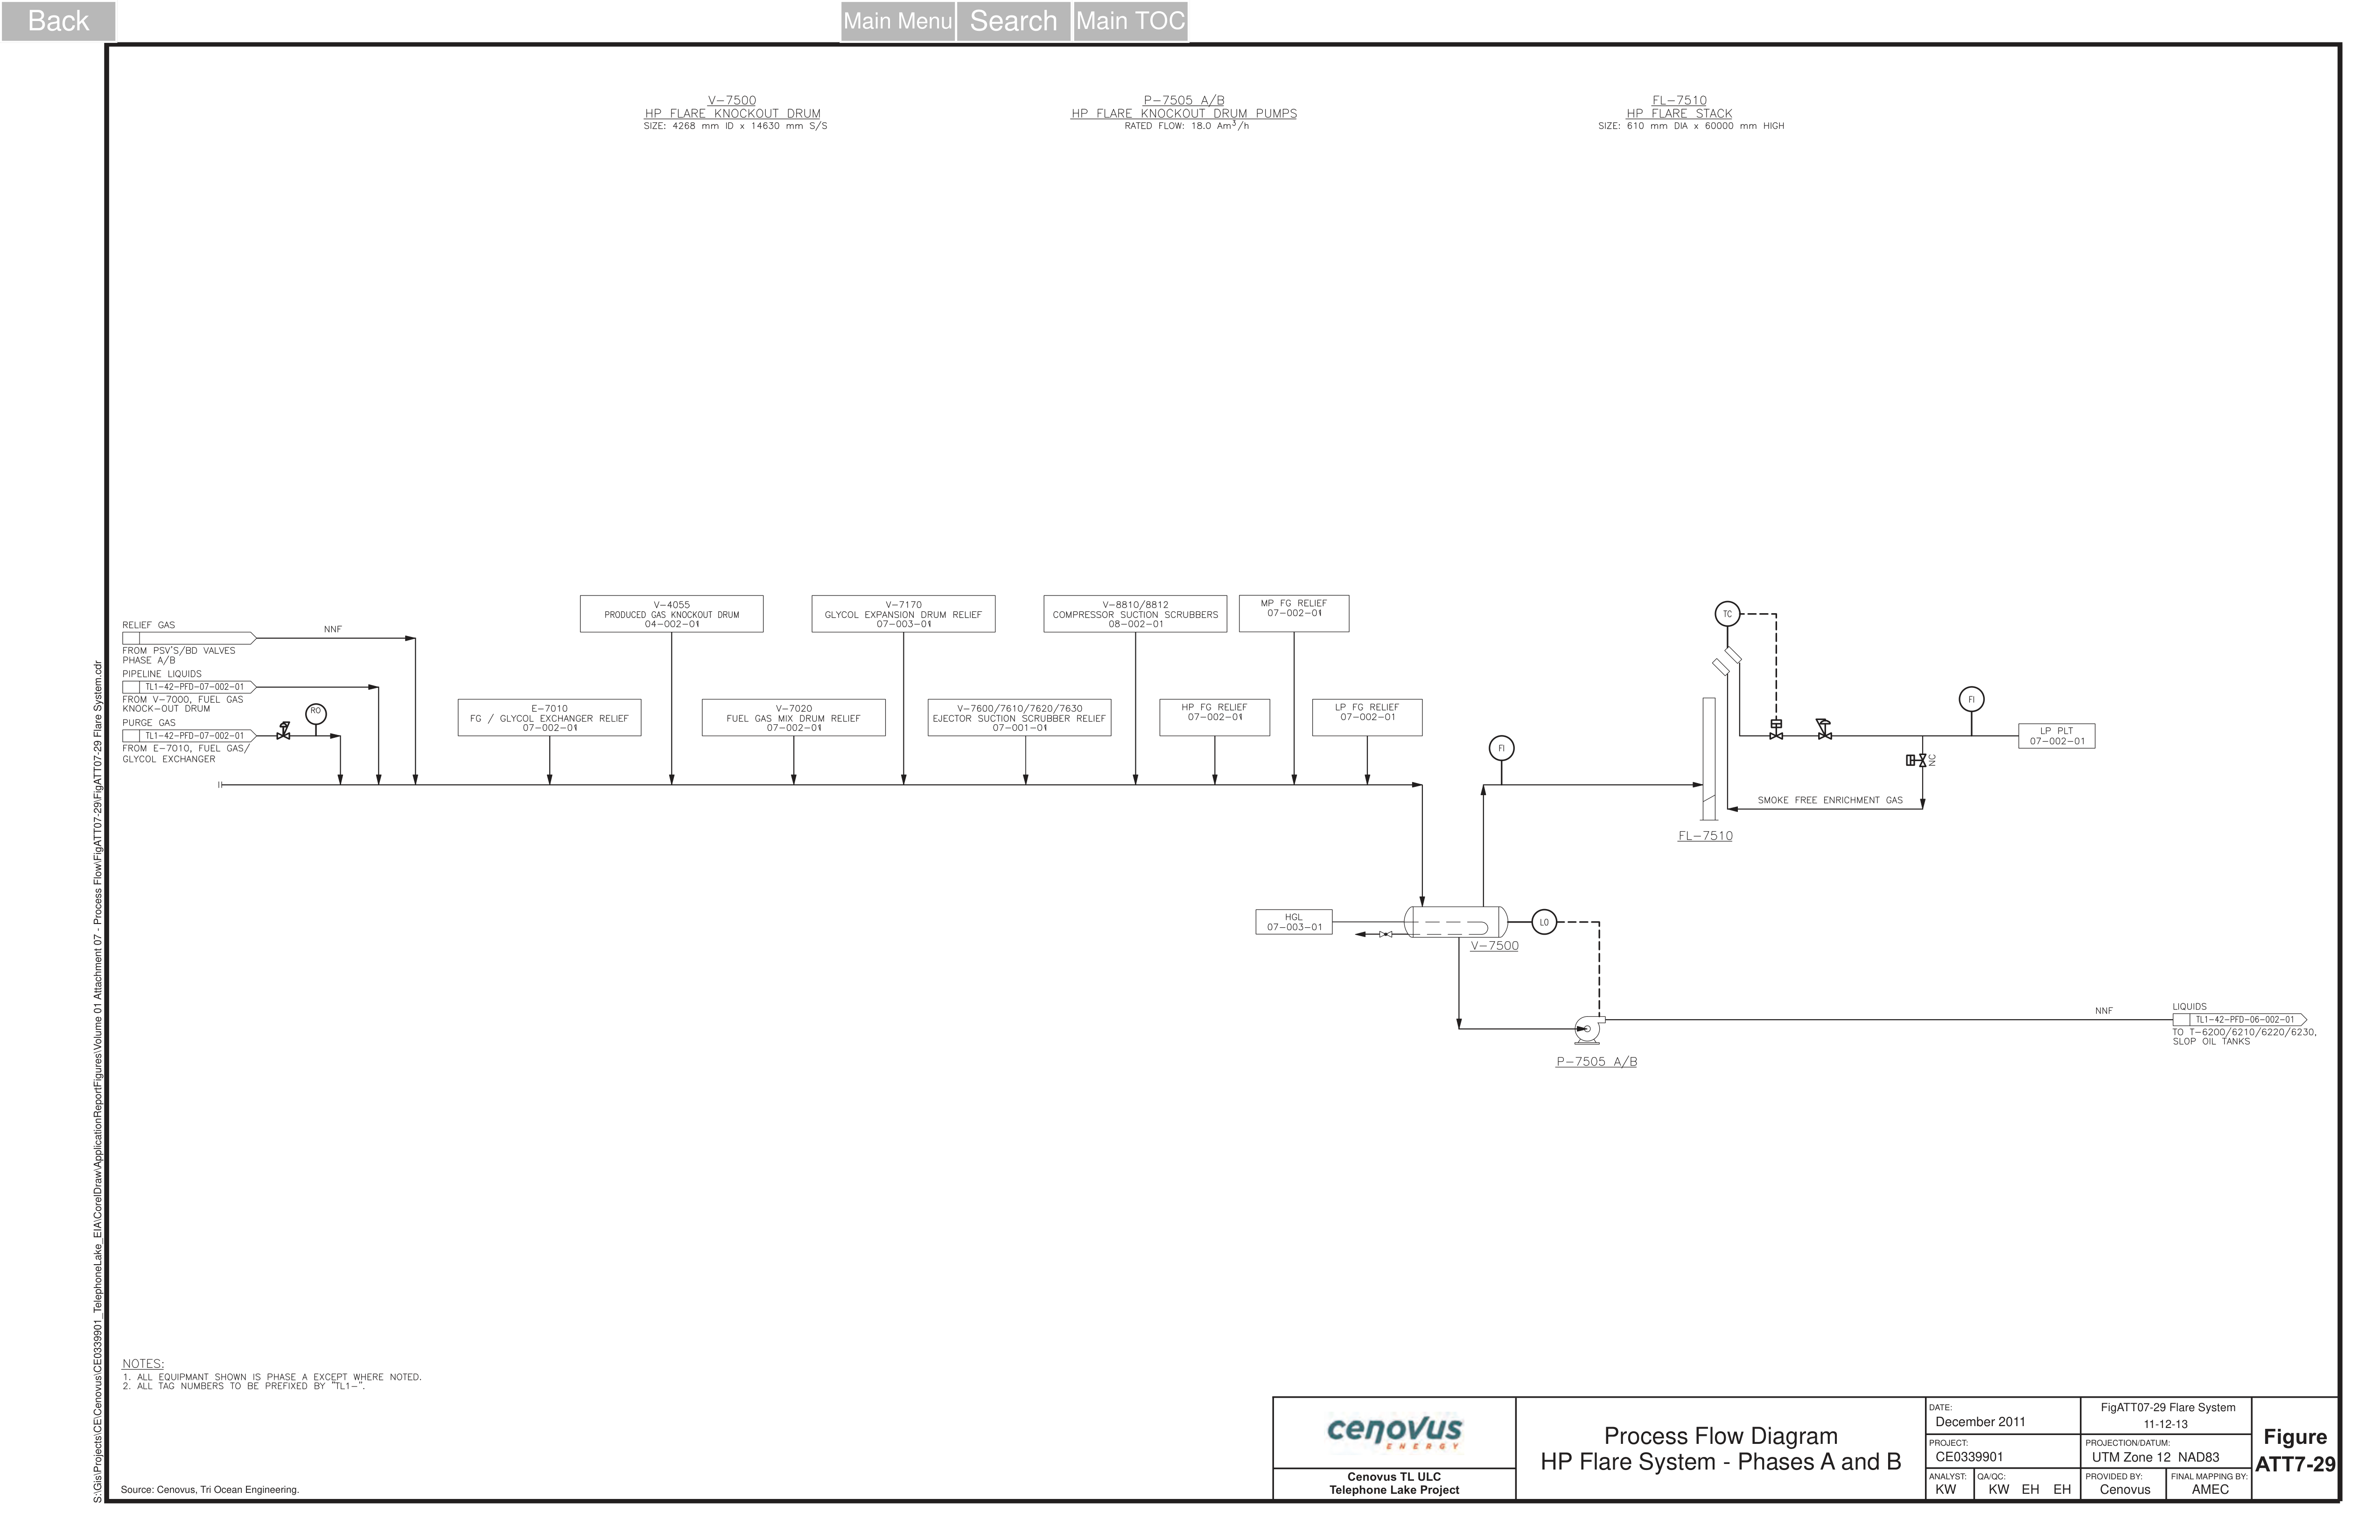 Back
Main Menu
Search
Main TOC
V-7500
HP FLARE KNOCKOUT DRUM
SIZE: 4268 mm ID x 14630 mm S/S
P-7505 A/B
HP FLARE KNOCKOUT DRUM PUMPS
RATED FLOW: 18.0 Am³/h
FL-7510
HP FLARE STACK
SIZE: 610 mm DIA x 60000 mm HIGH
RELIEF GAS
NNF
FROM PSV'S/BD VALVES
PHASE A/B
PIPELINE LIQUIDS
TL1-42-PFD-07-002-01
FROM V-7000, FUEL GAS
KNOCK-OUT DRUM
PURGE GAS
TL1-42-PFD-07-002-01
FROM E-7010, FUEL GAS/
GLYCOL EXCHANGER
RO
E-7010
FG / GLYCOL EXCHANGER RELIEF
07-002-01
V-4055
PRODUCED GAS KNOCKOUT DRUM
04-002-01
V-7020
FUEL GAS MIX DRUM RELIEF
07-002-01
V-7170
GLYCOL EXPANSION DRUM RELIEF
07-003-01
V-7600/7610/7620/7630
EJECTOR SUCTION SCRUBBER RELIEF
07-001-01
V-8810/8812
COMPRESSOR SUCTION SCRUBBERS
08-002-01
HP FG RELIEF
07-002-01
MP FG RELIEF
07-002-01
LP FG RELIEF
07-002-01
FI
TC
FI
LP PLT
07-002-01
NC
SMOKE FREE ENRICHMENT GAS
FL-7510
HGL
07-003-01
LO
V-7500
P-7505 A/B
NNF
LIQUIDS
TL1-42-PFD-06-002-01
TO T-6200/6210/6220/6230,
SLOP OIL TANKS
NOTES:
1. ALL EQUIPMANT SHOWN IS PHASE A EXCEPT WHERE NOTED.
2. ALL TAG NUMBERS TO BE PREFIXED BY "TL1-".
Source: Cenovus, Tri Ocean Engineering.
S:\Gis\Projects\CE\Cenovus\CE0339901_TelephoneLake_EIA\CorelDraw\ApplicationReportFigures\Volume 01 Attachment 07 - Process Flow\FigATT07-29\FigATT07-29 Flare System.cdr
cenovus
ENERGY
Cenovus TL ULC
Telephone Lake Project
Process Flow Diagram
HP Flare System - Phases A and B
DATE:
December 2011
FigATT07-29 Flare System
11-12-13
PROJECT:
CE0339901
PROJECTION/DATUM:
UTM Zone 12 NAD83
ANALYST:
KW
QA/QC:
KW EH EH
PROVIDED BY:
Cenovus
FINAL MAPPING BY:
AMEC
Figure
ATT7-29